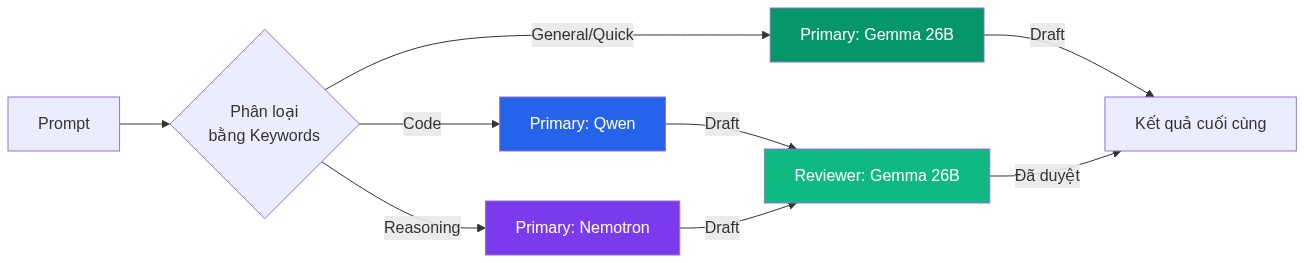 Prompt
Phân loại
bằng Keywords
General/Quick
Code
Reasoning
Primary: Gemma 26B
Primary: Qwen
Primary: Nemotron
Draft
Draft
Draft
Reviewer: Gemma 26B
Đã duyệt
Kết quả cuối cùng